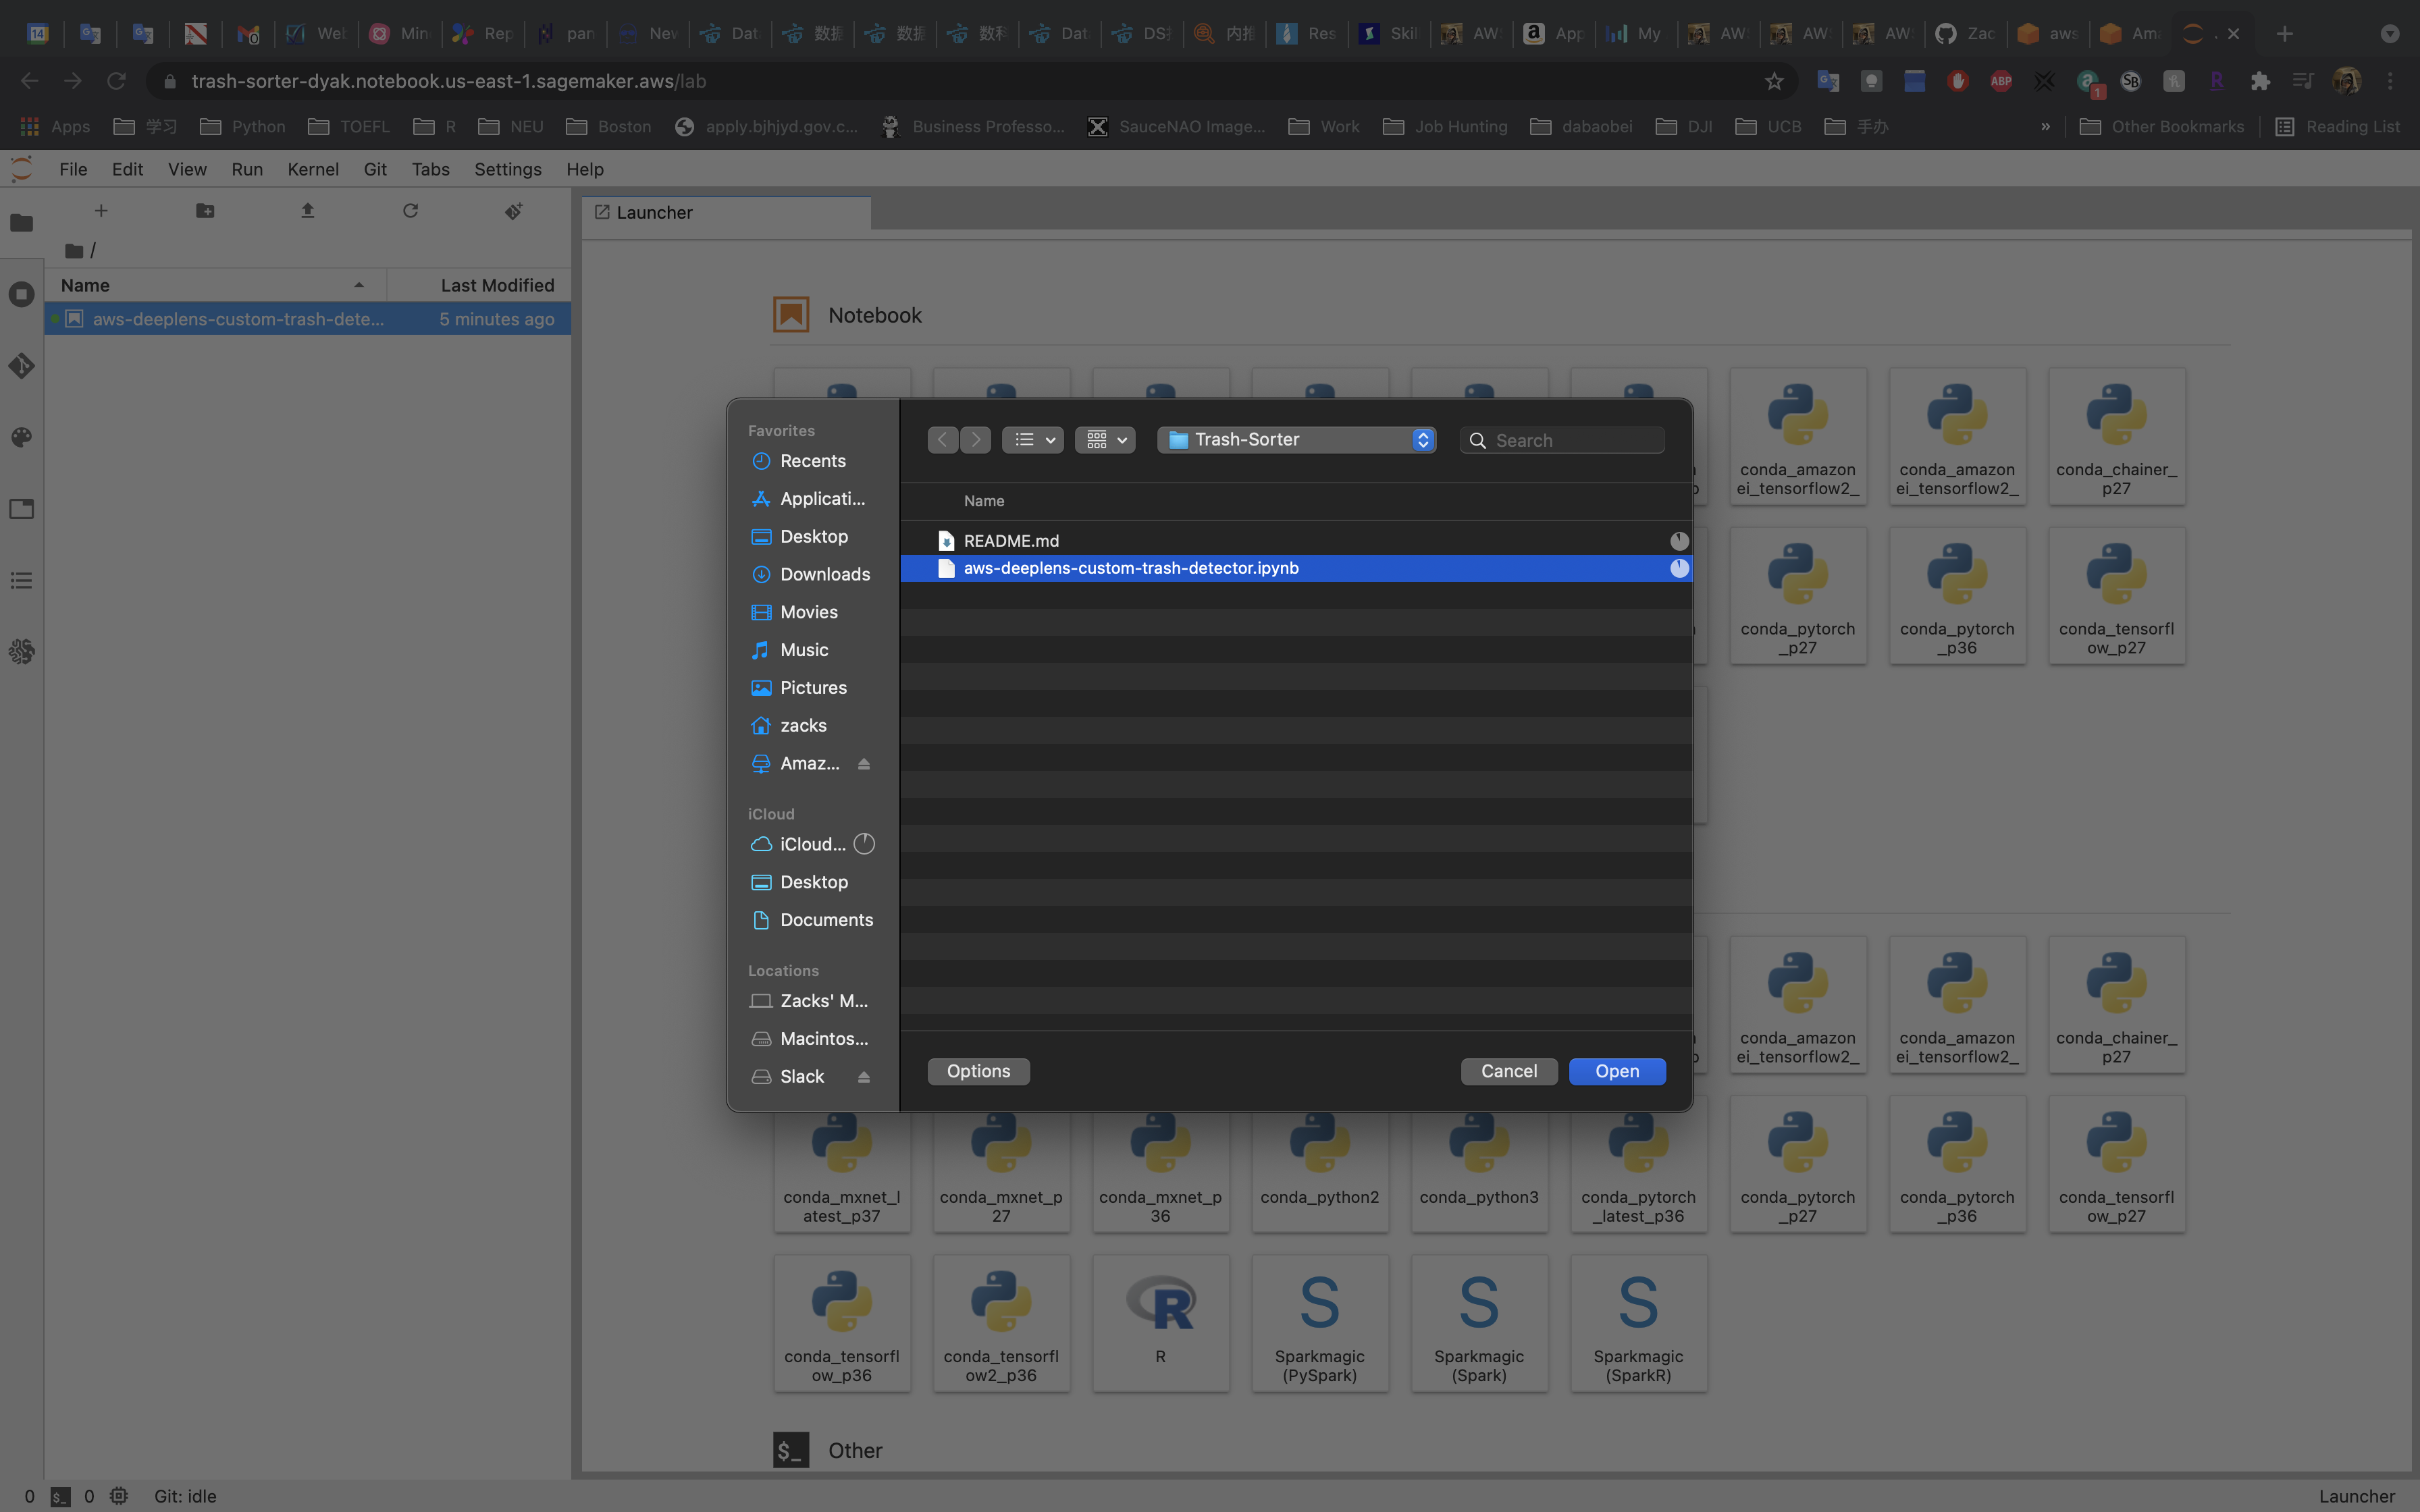 14
Web
Min
Rep
pan
New
Dat
数据
数据
数科
Dat
DS
内推
Res
Skil
AW
App
My
AW
AW
AW
Zac
aws
Am
trash-sorter-dyak.notebook.us-east-1.sagemaker.aws/lab
ABP
1
SB
Apps
学习
Python
TOEFL
R
NEU
Boston
apply.bjhjyd.gov.c...
Business Professo...
SauceNAO Image...
Work
Job Hunting
dabaobei
DJI
UCB
手办
»
Other Bookmarks
Reading List
File Edit View Run Kernel Git Tabs Settings Help
Launcher
/
Name Last Modified
aws-deeplens-custom-trash-dete... 5 minutes ago
Notebook
conda_amazon
ei_tensorflow2_
conda_amazon
ei_tensorflow2_
conda_chainer_
p27
conda_pytorch
_p27
conda_pytorch
_p36
conda_tensorfl
ow_p27
Favorites
Recents
Applicati...
Desktop
Downloads
Movies
Music
Pictures
zacks
Amaz...
iCloud
iCloud...
Desktop
Documents
Locations
Zacks' M...
Macintos...
Slack
Trash-Sorter
Search
Name
README.md
aws-deeplens-custom-trash-detector.ipynb
Options
Cancel
Open
conda_amazon
ei_tensorflow2_
conda_amazon
ei_tensorflow2_
conda_chainer_
p27
conda_mxnet_l
atest_p37
conda_mxnet_p
27
conda_mxnet_p
36
conda_python2
conda_python3
conda_pytorch
_latest_p36
conda_pytorch
_p27
conda_pytorch
_p36
conda_tensorfl
ow_p27
conda_tensorfl
ow_p36
conda_tensorfl
ow2_p36
R
Sparkmagic
(PySpark)
Sparkmagic
(Spark)
Sparkmagic
(SparkR)
$_ Other
0 $_ 0 Git: idle
Launcher